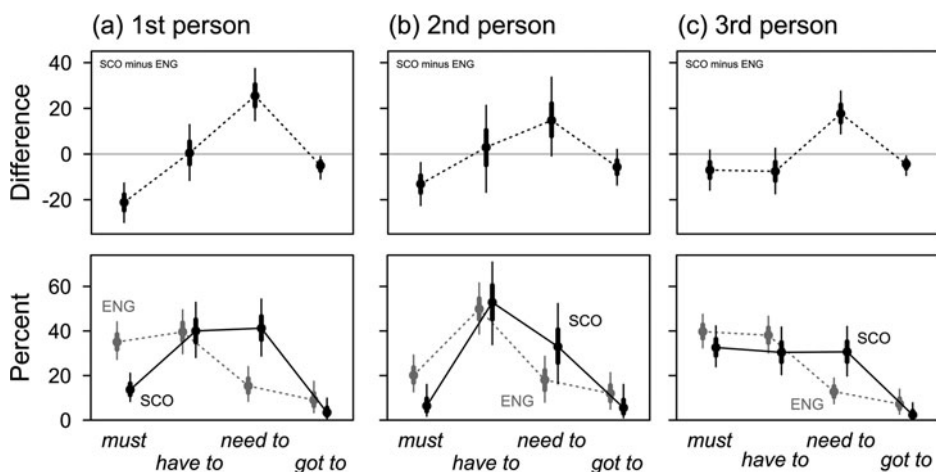 (a) 1st person (b) 2nd person (c) 3rd person
SCO minus ENG SCO minus ENG SCO minus ENG
Difference
40
20
0
-20
Percent
60
40
20
0
ENG
SCO
SCO
ENG
SCO
ENG
must need to must need to must need to
have to got to have to got to have to got to